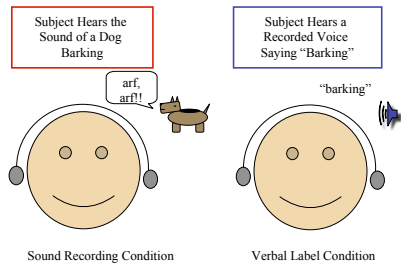 Subject Hears the
Sound of a Dog
Barking
Subject Hears a
Recorded Voice
Saying “Barking”
arf,
arf!!
“barking”
Sound Recording Condition
Verbal Label Condition